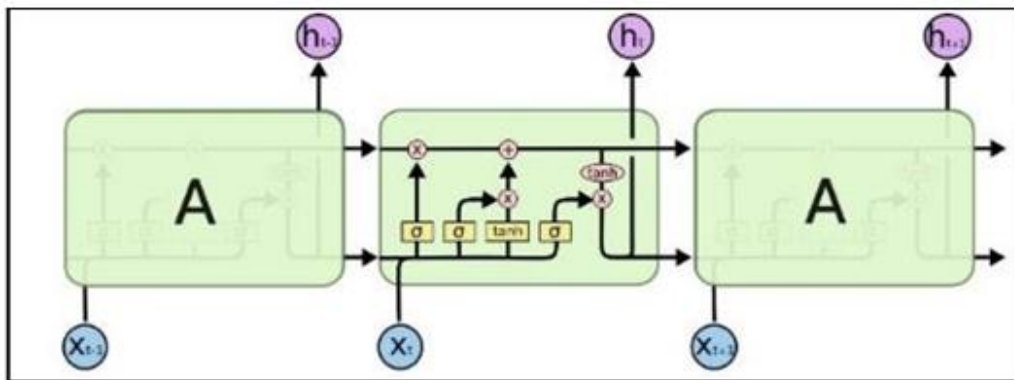 ht-1 ht ht+1
A A
x +
tanh
x x
σ σ tanh σ
Xt-1 Xt Xt+1